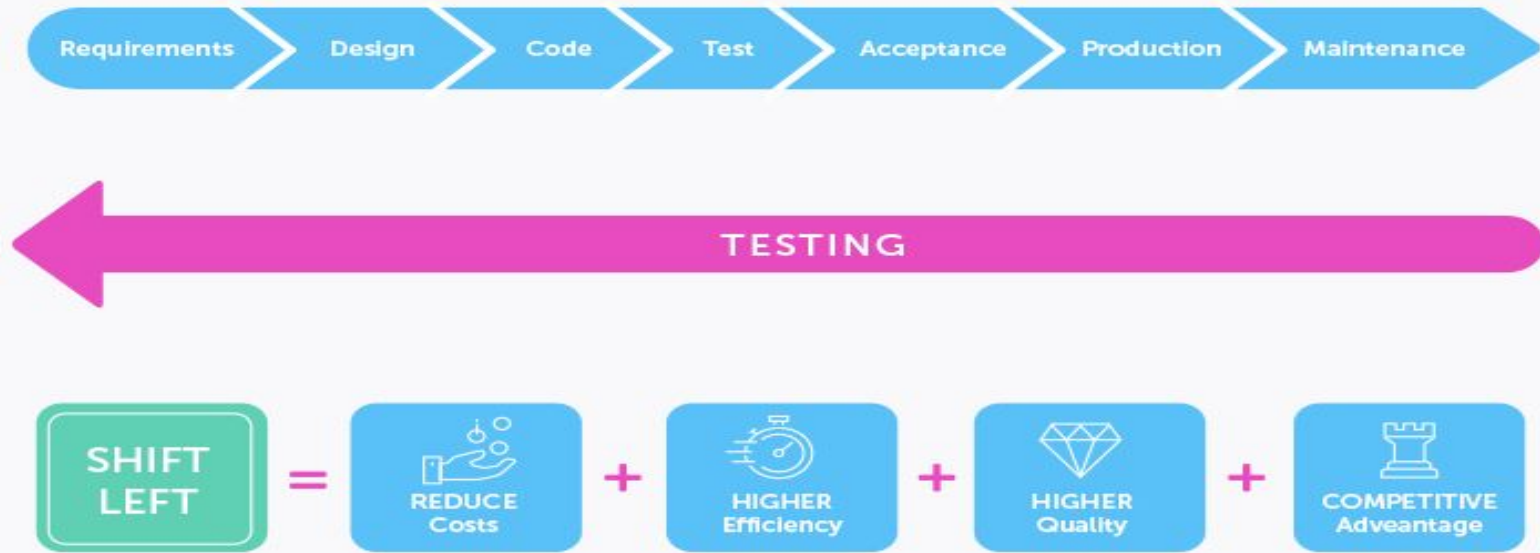 Requirements Design Code Test Acceptance Production Maintenance
TESTING
SHIFT
LEFT
=
REDUCE
Costs
+
HIGHER
Efficiency
+
HIGHER
Quality
+
COMPETITIVE
Adveantage